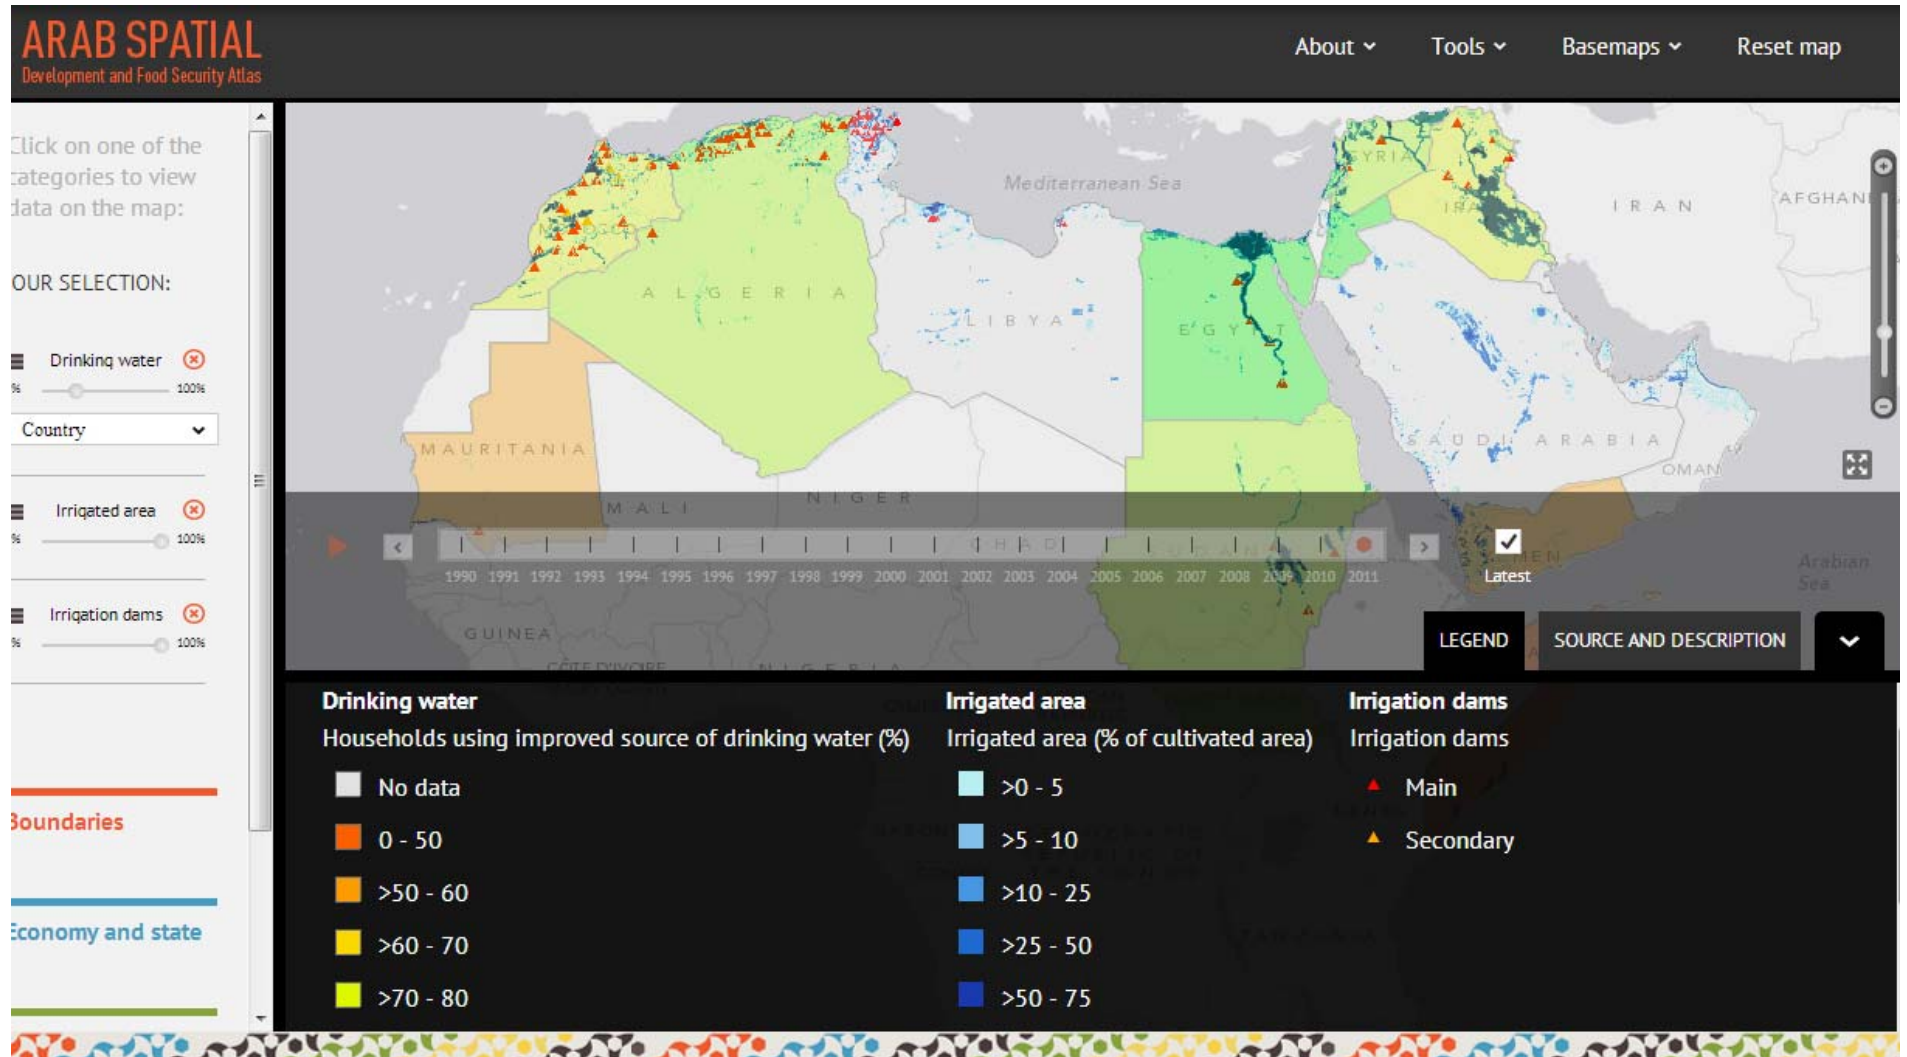 ARAB SPATIAL
Development and Food Security Atlas
About
Tools
Basemaps
Reset map
Click on one of the
categories to view
data on the map:
OUR SELECTION:
Drinking water
% 100%
Country
Irrigated area
% 100%
Irrigation dams
% 100%
Boundaries
Economy and state
Mediterranean Sea
SYRIA
IRAN
AFGHANI
ALGERIA
LIBYA
EGYPT
SAUDI ARABIA
OMAN
MAURITANIA
MALI
NIGER
CHAD
SUDAN
YEMEN
Arabian
Sea
GUINEA
CÔTE D'IVOIRE
NIGERIA
1990 1991 1992 1993 1994 1995 1996 1997 1998 1999 2000 2001 2002 2003 2004 2005 2006 2007 2008 2009 2010 2011
Latest
LEGEND
SOURCE AND DESCRIPTION
Drinking water
Households using improved source of drinking water (%)
No data
0 - 50
>50 - 60
>60 - 70
>70 - 80
Irrigated area
Irrigated area (% of cultivated area)
>0 - 5
>5 - 10
>10 - 25
>25 - 50
>50 - 75
Irrigation dams
Irrigation dams
Main
Secondary